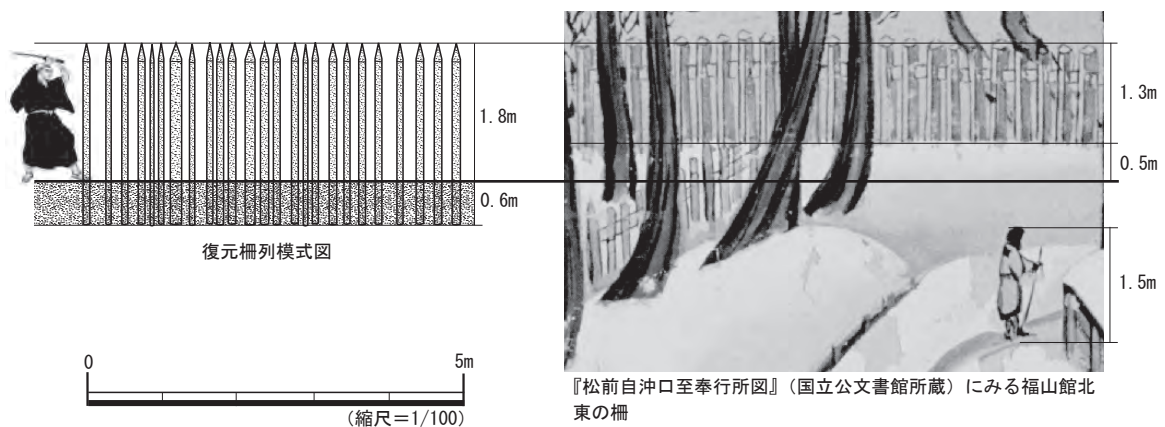 1.8m
0.6m
復元柵列模式図
0
5m
(縮尺=1/100)
1.3m
0.5m
1.5m
『松前自沖口至奉行所図』(国立公文書館所蔵)にみる福山館北
東の柵